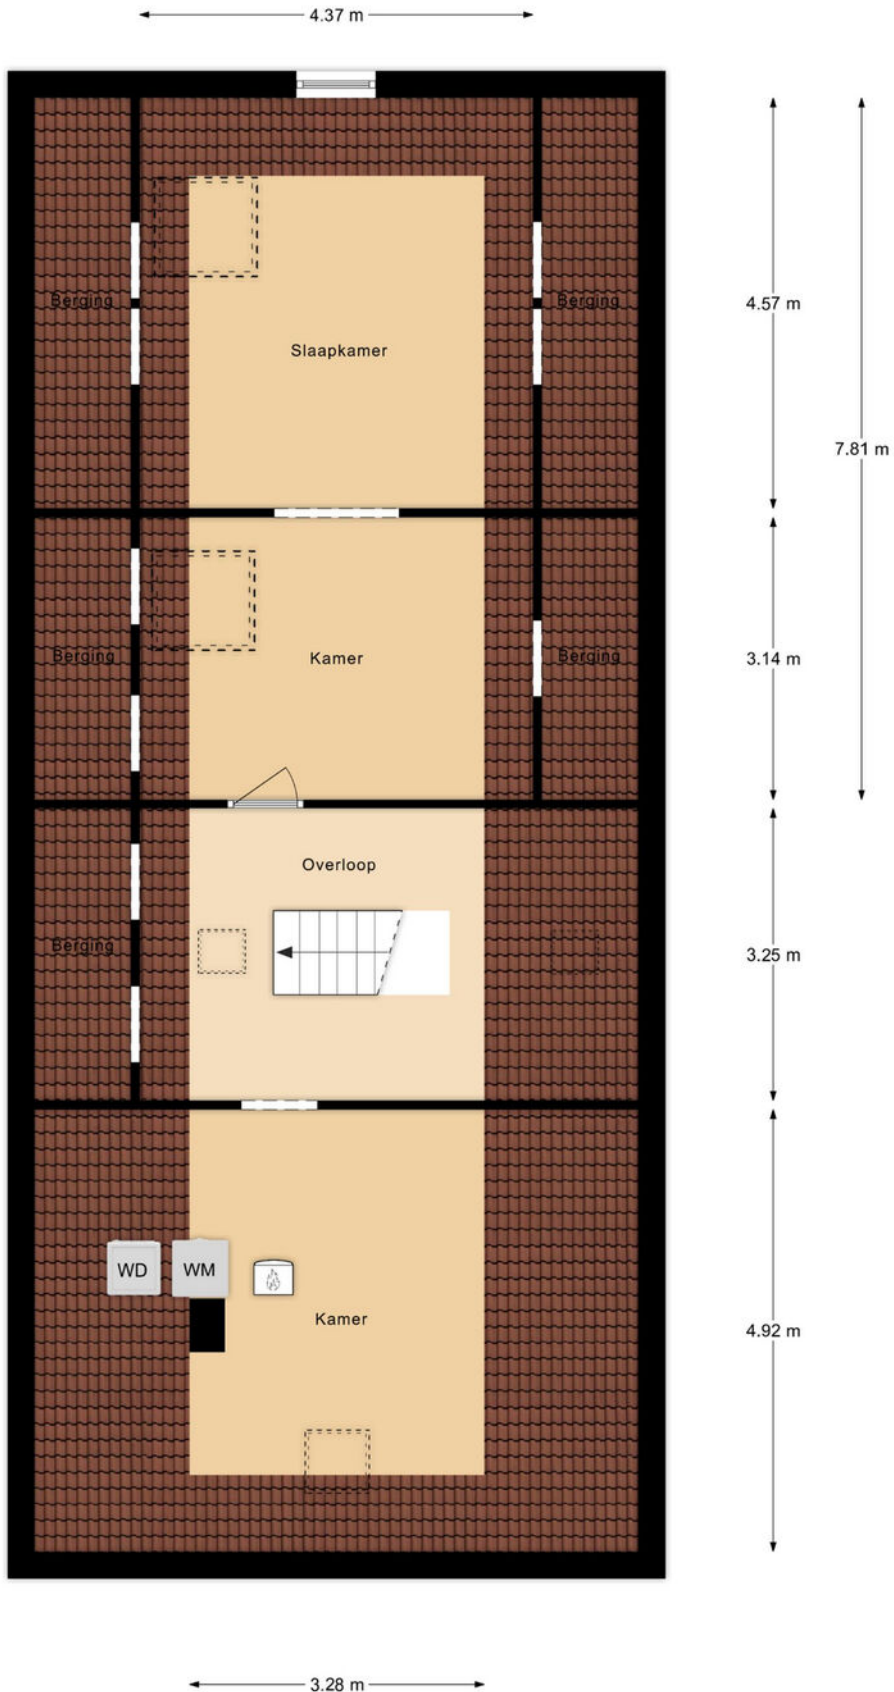 4.37 m
Berging
Berging
4.57 m
Slaapkamer
7.81 m
Berging
Kamer
Berging
3.14 m
Overloop
Berging
3.25 m
WD
WM
Kamer
4.92 m
3.28 m